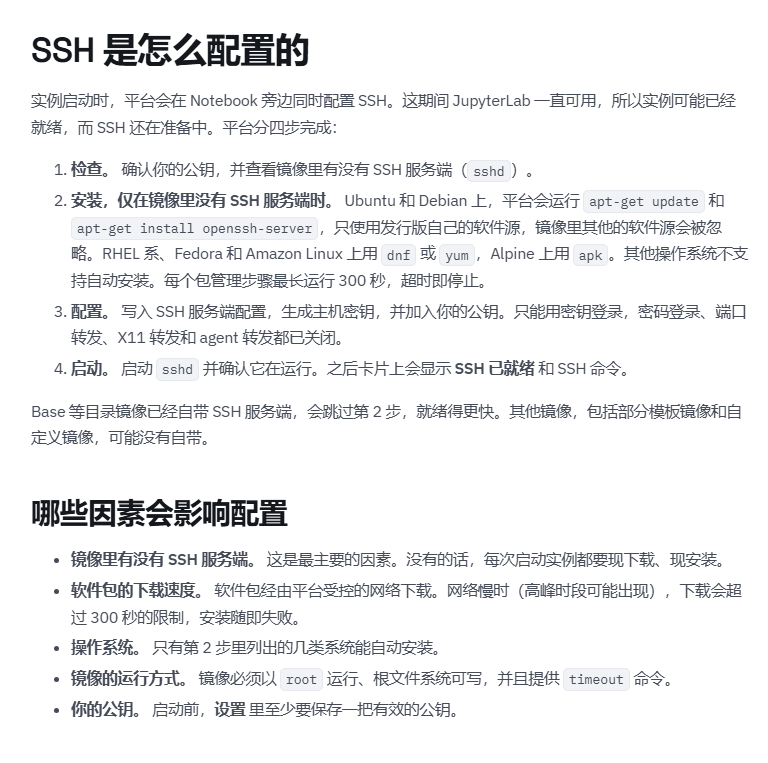 SSH 是怎么配置的
实例启动时，平台会在 Notebook 旁边同时配置 SSH。这期间 JupyterLab 一直可用，所以实例可能已经
就绪，而 SSH 还在准备中。平台分四步完成：
1. 检查。 确认你的公钥，并查看镜像里有没有 SSH 服务端（sshd）。
2. 安装，仅在镜像里没有 SSH 服务端时。 Ubuntu 和 Debian 上，平台会运行 apt-get update 和
apt-get install openssh-server，只使用发行版自己的软件源，镜像里其他的软件源会被忽
略。RHEL 系、Fedora 和 Amazon Linux 上用 dnf 或 yum，Alpine 上用 apk。其他操作系统不支
持自动安装。每个包管理步骤最长运行 300 秒，超时即停止。
3. 配置。 写入 SSH 服务端配置，生成主机密钥，并加入你的公钥。只能用密钥登录，密码登录、端口
转发、X11 转发和 agent 转发都已关闭。
4. 启动。 启动 sshd 并确认它在运行。之后卡片上会显示 SSH 已就绪 和 SSH 命令。
Base 等目录镜像已经自带 SSH 服务端，会跳过第 2 步，就绪得更快。其他镜像，包括部分模板镜像和自
定义镜像，可能没有自带。
哪些因素会影响配置
• 镜像里有没有 SSH 服务端。 这是最主要的因素。没有的话，每次启动实例都要现下载、现安装。
• 软件包的下载速度。 软件包经由平台受控的网络下载。网络慢时（高峰时段可能出现），下载会超
过 300 秒的限制，安装随即失败。
• 操作系统。 只有第 2 步里列出的几类系统能自动安装。
• 镜像的运行方式。 镜像必须以 root 运行、根文件系统可写，并且提供 timeout 命令。
• 你的公钥。 启动前，设置 里至少要保存一把有效的公钥。